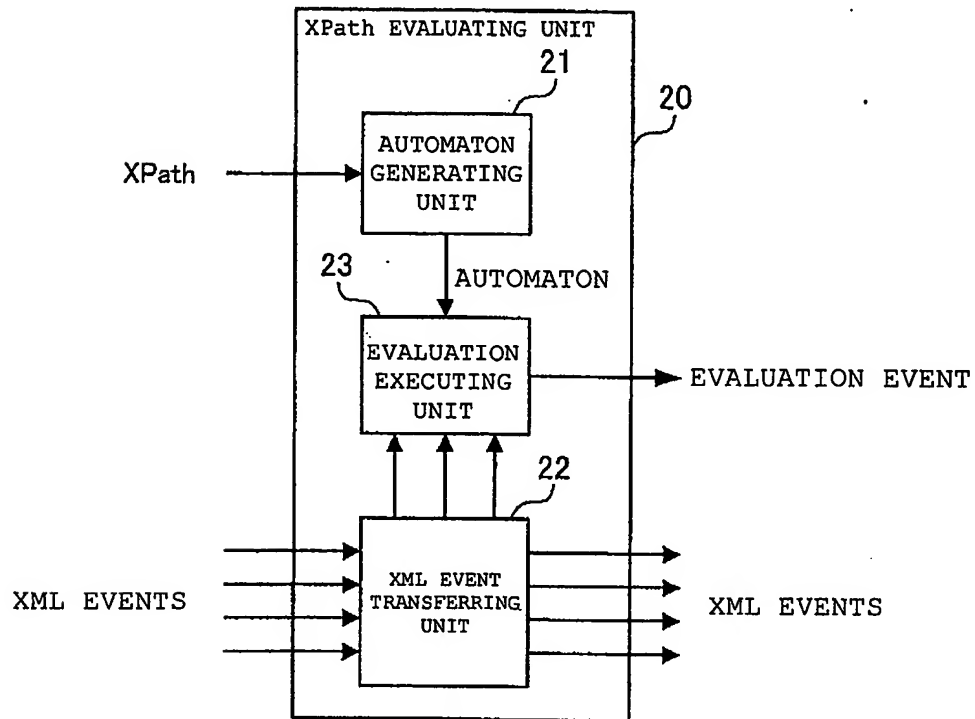 XPath EVALUATING UNIT
21
20
AUTOMATON
GENERATING
UNIT
XPath
23
AUTOMATON
EVALUATION
EXECUTING
UNIT
EVALUATION EVENT
22
XML EVENTS
XML EVENT
TRANSFERRING
UNIT
XML EVENTS